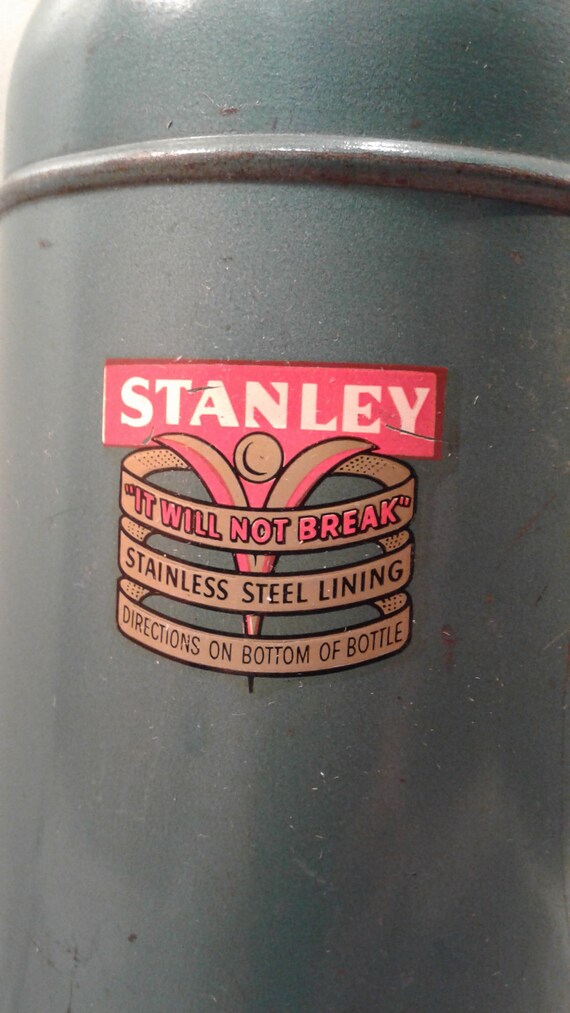 STANLEY
"IT WILL NOT BREAK"
STAINLESS STEEL LINING
DIRECTIONS ON BOTTOM OF BOTTLE